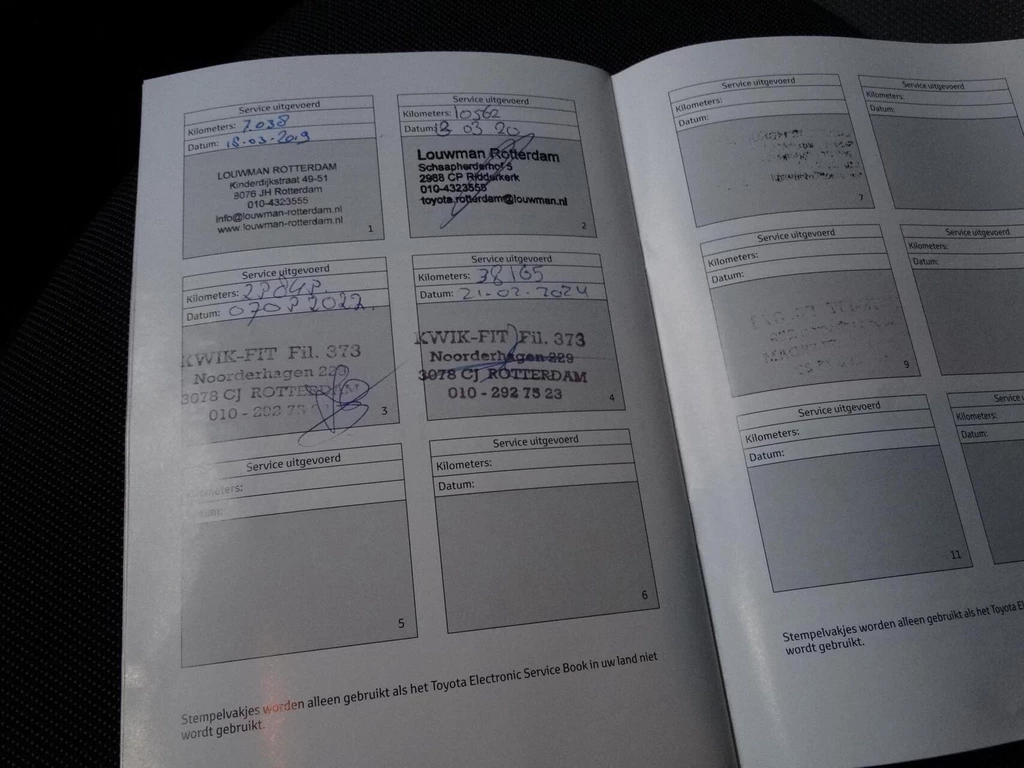 Service uitgevoerd
Kilometers: 7.038
Datum: 18-03-2019
LOUWMAN ROTTERDAM
Kinderdijkstraat 49-51
3076 JH Rotterdam
010-4323555
info@louwman-rotterdam.nl
www.louwman-rotterdam.nl
1
Service uitgevoerd
Kilometers: 10562
Datum: 03 20
Louwman Rotterdam
Schaapherderhof 5
2988 CP Ridderkerk
010-4323555
toyota.rotterdam@louwman.nl
2
Service uitgevoerd
Kilometers:
Datum: 2022
KWIK-FIT Fil. 373
Noorderhagen 229
3078 CJ ROTTERDAM
010 - 292 75
3
Service uitgevoerd
Kilometers: 38165
Datum: 21-02-2024
KWIK-FIT Fil. 373
Noorderhagen 229
3078 CJ ROTTERDAM
010 - 292 75 23
4
Service uitgevoerd
Kilometers:
Datum:
5
Service uitgevoerd
Kilometers:
Datum:
6
Stempelvakjes worden alleen gebruikt als het Toyota Electronic Service Book in uw land niet
wordt gebruikt.
Service uitgevoerd
Kilometers:
Datum:
7
Service uitgevoerd
Kilometers:
Datum:
Service uitgevoerd
Kilometers:
Datum:
9
Service uitgevoerd
Kilometers:
Datum:
Service uitgevoerd
Kilometers:
Datum:
11
Service
Kilometers:
Datum:
Stempelvakjes worden alleen gebruikt als het Toyota
wordt gebruikt.